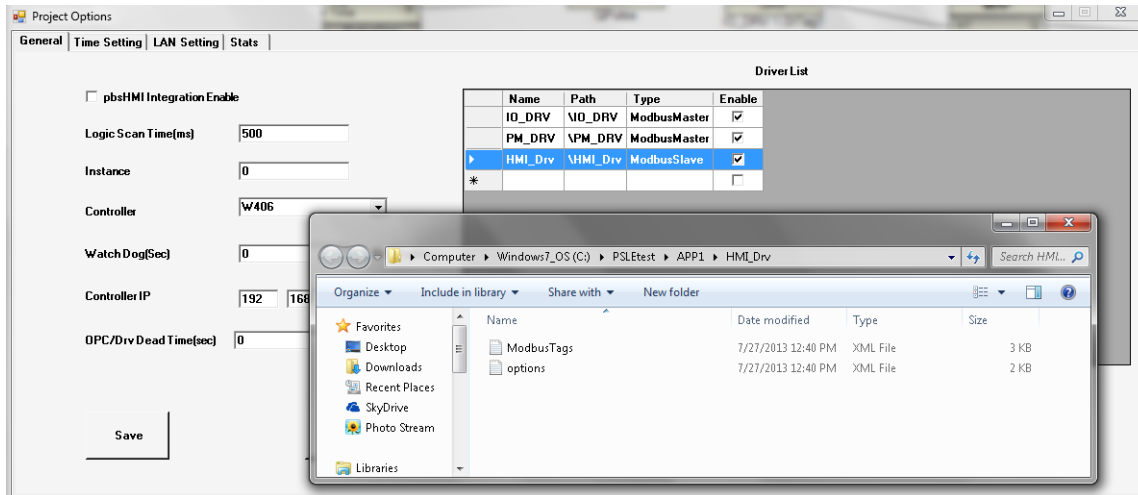 Project Options
General Time Setting LAN Setting Stats
Driver List
pbsHMI Integration Enable
Logic Scan Time(ms) 500
Instance 0
Controller W406
Watch Dog(Sec) 0
Controller IP 192 168
OPC/Drv Dead Time(sec) 0
Save
Name Path Type Enable
IO_DRV \IO_DRV ModbusMaster
PM_DRV \PM_DRV ModbusMaster
HMI_Drv \HMI_Drv ModbusSlave
Computer Windows7_OS (C:) PSLEtest APP1 HMI_Drv
Search HMI...
Organize Include in library Share with New folder
Favorites
Desktop
Downloads
Recent Places
SkyDrive
Photo Stream
Libraries
Name Date modified Type Size
ModbusTags 7/27/2013 12:40 PM XML File 3 KB
options 7/27/2013 12:40 PM XML File 2 KB